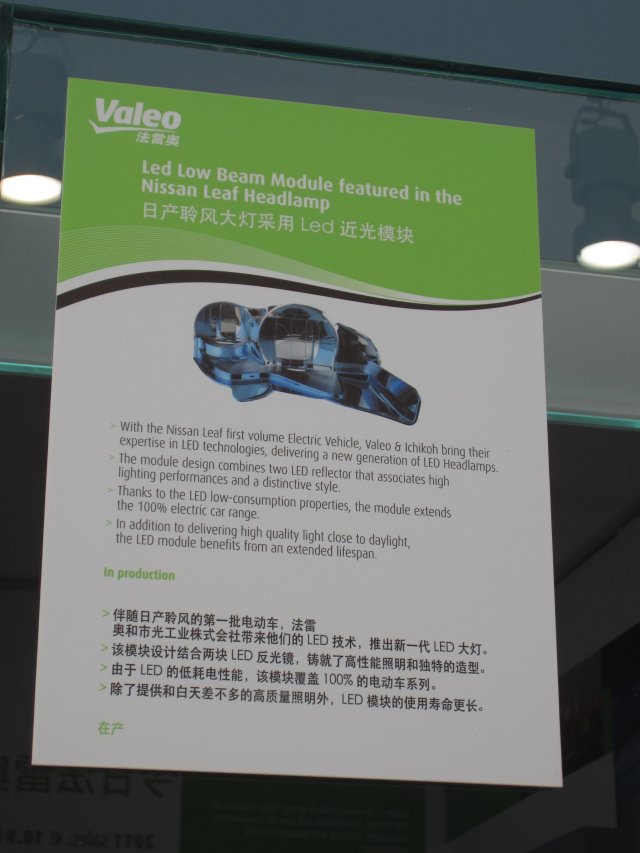 Valeo
法雷奥
Led Low Beam Module featured in the
Nissan Leaf Headlamp
日产聆风大灯采用 Led 近光模块
> With the Nissan Leaf first volume Electric Vehicle, Valeo & Ichikoh bring their
expertise in LED technologies, delivering a new generation of LED Headlamps.
> The module design combines two LED reflector that associates high
lighting performances and a distinctive style.
> Thanks to the LED low-consumption properties, the module extends
the 100% electric car range.
> In addition to delivering high quality light close to daylight,
the LED module benefits from an extended lifespan.
In production
> 伴随日产聆风的第一批电动车，法雷
奥和市光工业株式会社带来他们的 LED 技术，推出新一代 LED 大灯。
> 该模块设计结合两块 LED 反光镜，铸就了高性能照明和独特的造型。
> 由于 LED 的低耗电性能，该模块覆盖 100% 的电动车系列。
> 除了提供和白天差不多的高质量照明外，LED 模块的使用寿命更长。
在产
今日法雷奥
2011 sales: € 10.9